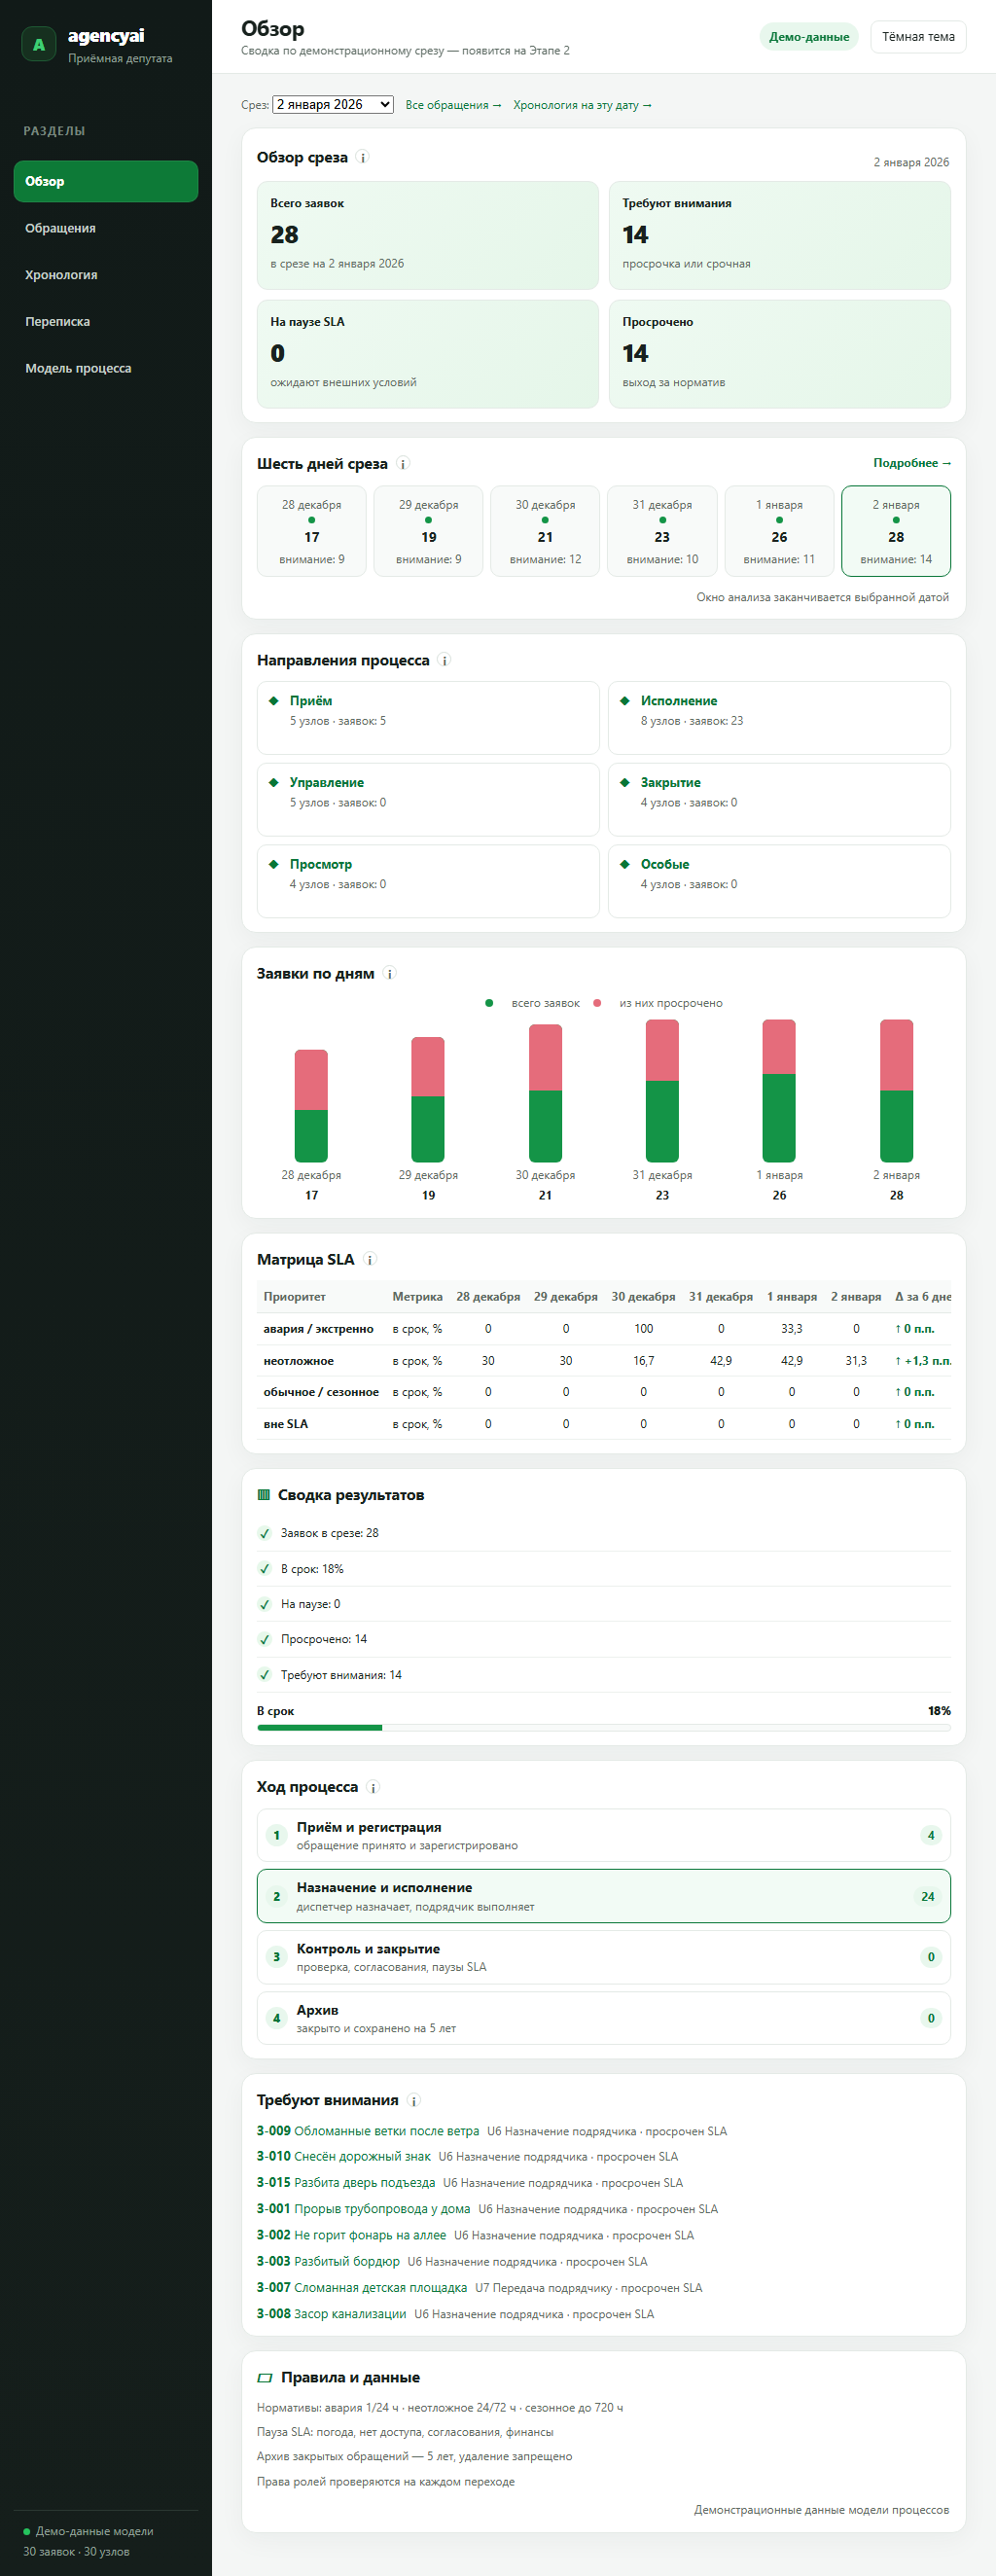 A
agencyai
Приёмная депутата
РАЗДЕЛЫ
Обзор
Обращения
Хронология
Переписка
Модель процесса
Демо-данные модели
30 заявок · 30 узлов
Обзор
Сводка по демонстрационному срезу — появится на Этапе 2
Демо-данные
Тёмная тема
Срез: 2 января 2026 Все обращения → Хронология на эту дату →
Обзор среза i
2 января 2026
Всего заявок
28
в срезе на 2 января 2026
Требуют внимания
14
просрочка или срочная
На паузе SLA
0
ожидают внешних условий
Просрочено
14
выход за норматив
Шесть дней среза i
Подробнее →
28 декабря
17
внимание: 9
29 декабря
19
внимание: 9
30 декабря
21
внимание: 12
31 декабря
23
внимание: 10
1 января
26
внимание: 11
2 января
28
внимание: 14
Окно анализа заканчивается выбранной датой
Направления процесса i
Приём
5 узлов · заявок: 5
Исполнение
8 узлов · заявок: 23
Управление
5 узлов · заявок: 0
Закрытие
4 узлов · заявок: 0
Просмотр
4 узлов · заявок: 0
Особые
4 узлов · заявок: 0
Заявки по дням i
всего заявок из них просрочено
28 декабря 29 декабря 30 декабря 31 декабря 1 января 2 января
17 19 21 23 26 28
Матрица SLA i
Приоритет Метрика 28 декабря 29 декабря 30 декабря 31 декабря 1 января 2 января Δ за 6 дне
авария / экстренно в срок, % 0 0 100 0 33,3 0 ↑ 0 п.п.
неотложное в срок, % 30 30 16,7 42,9 42,9 31,3 ↑ +1,3 п.п.
обычное / сезонное в срок, % 0 0 0 0 0 0 ↑ 0 п.п.
вне SLA в срок, % 0 0 0 0 0 0 ↑ 0 п.п.
Сводка результатов
✓ Заявок в срезе: 28
✓ В срок: 18%
✓ На паузе: 0
✓ Просрочено: 14
✓ Требуют внимания: 14
В срок 18%
Ход процесса i
1 Приём и регистрация 4
обращение принято и зарегистрировано
2 Назначение и исполнение 24
диспетчер назначает, подрядчик выполняет
3 Контроль и закрытие 0
проверка, согласования, паузы SLA
4 Архив 0
закрыто и сохранено на 5 лет
Требуют внимания i
З-009 Обломанные ветки после ветра U6 Назначение подрядчика · просрочен SLA
З-010 Снесён дорожный знак U6 Назначение подрядчика · просрочен SLA
З-015 Разбита дверь подъезда U6 Назначение подрядчика · просрочен SLA
З-001 Прорыв трубопровода у дома U6 Назначение подрядчика · просрочен SLA
З-002 Не горит фонарь на аллее U6 Назначение подрядчика · просрочен SLA
З-003 Разбитый бордюр U6 Назначение подрядчика · просрочен SLA
З-007 Сломанная детская площадка U7 Передача подрядчику · просрочен SLA
З-008 Засор канализации U6 Назначение подрядчика · просрочен SLA
Правила и данные
Нормативы: авария 1/24 ч · неотложное 24/72 ч · сезонное до 720 ч
Пауза SLA: погода, нет доступа, согласования, финансы
Архив закрытых обращений — 5 лет, удаление запрещено
Права ролей проверяются на каждом переходе
Демонстрационные данные модели процессов